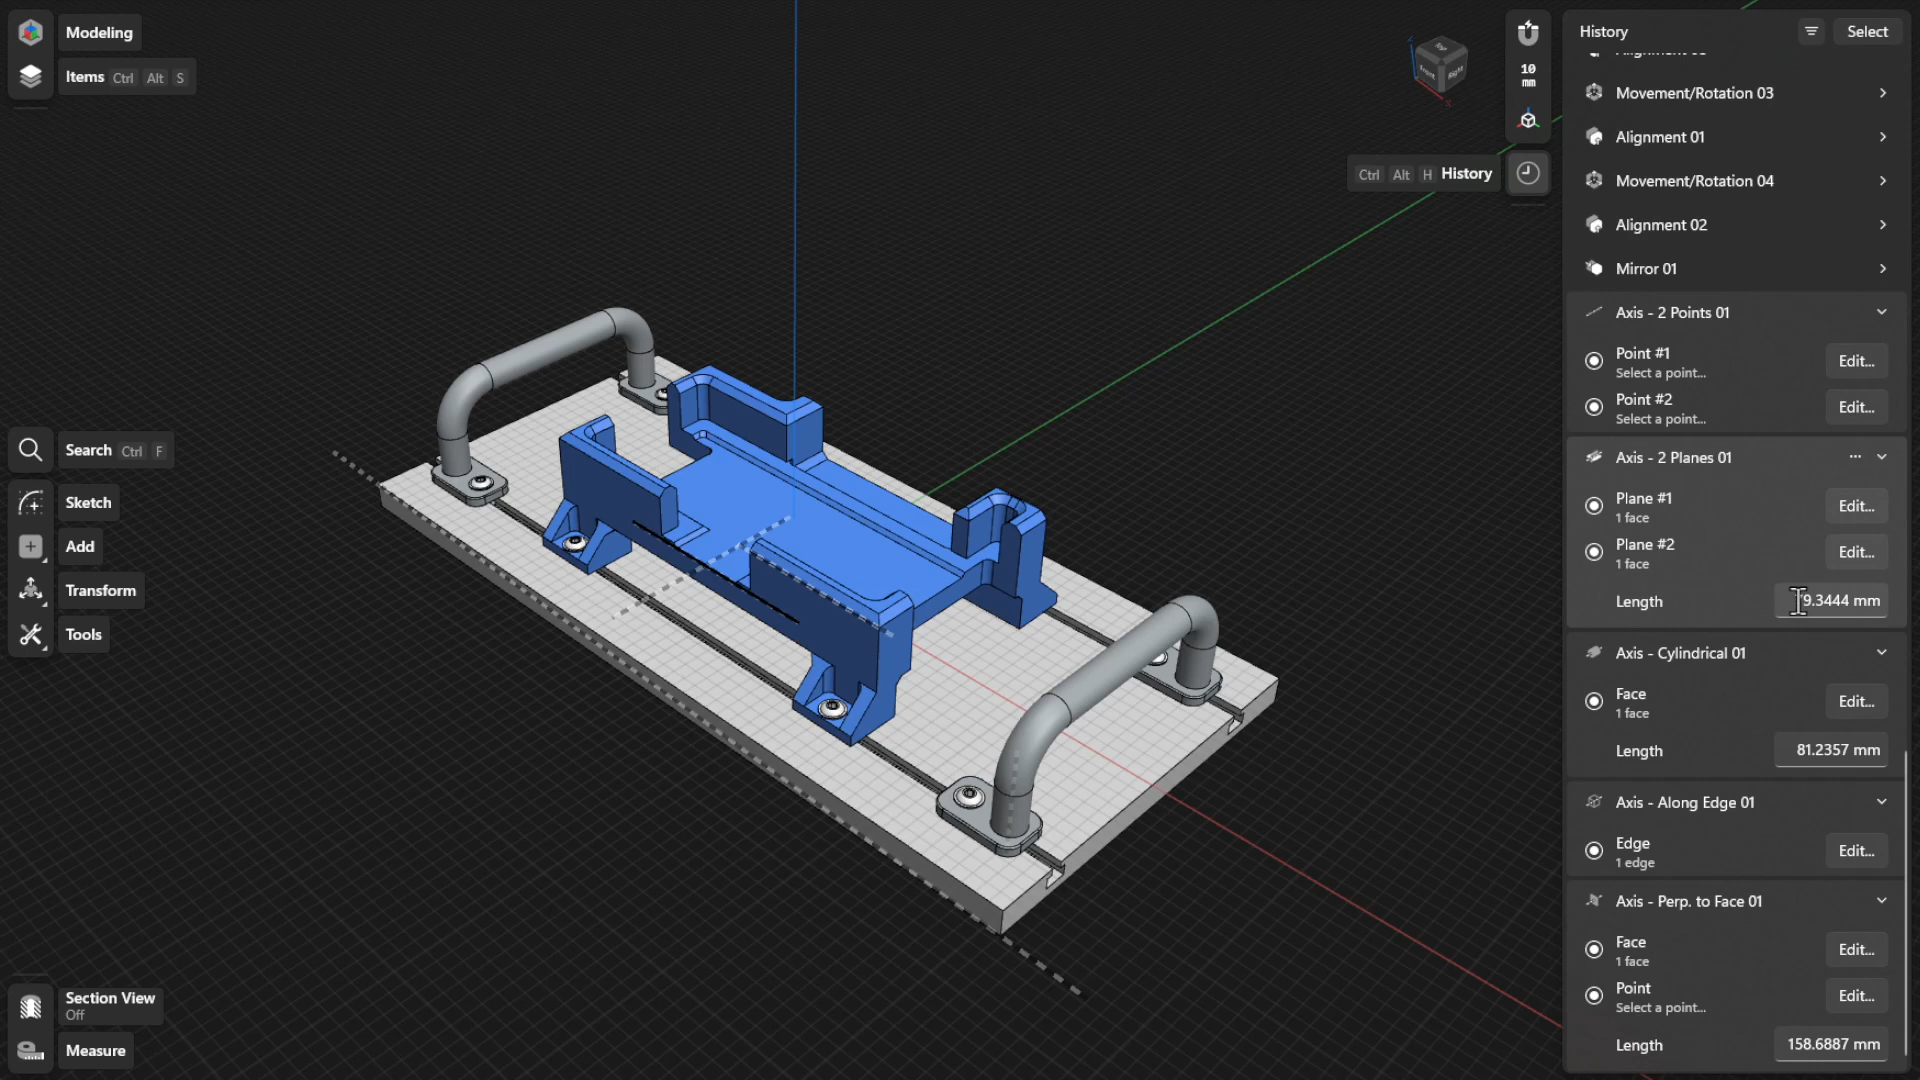 Modeling
Items Ctrl Alt S
Search Ctrl F
Sketch
Add
Transform
Tools
Section View
Off
Measure
Top
Front
Right
Z
X
10
mm
Ctrl Alt H History
History
Select
Movement/Rotation 03
Alignment 01
Movement/Rotation 04
Alignment 02
Mirror 01
Axis - 2 Points 01
Point #1
Select a point...
Edit...
Point #2
Select a point...
Edit...
Axis - 2 Planes 01
Plane #1
1 face
Edit...
Plane #2
1 face
Edit...
Length
9.3444 mm
Axis - Cylindrical 01
Face
1 face
Edit...
Length
81.2357 mm
Axis - Along Edge 01
Edge
1 edge
Edit...
Axis - Perp. to Face 01
Face
1 face
Edit...
Point
Select a point...
Edit...
Length
158.6887 mm